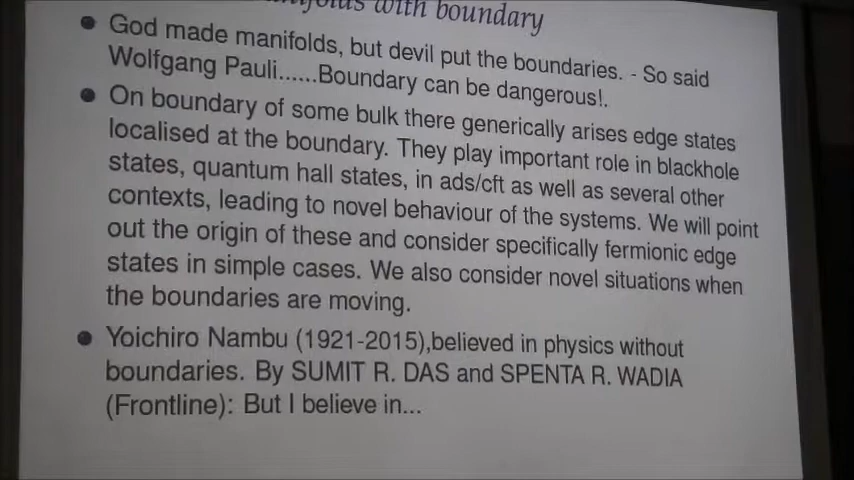 with boundary
God made manifolds, but devil put the boundaries. - So said
Wolfgang Pauli......Boundary can be dangerous!.
On boundary of some bulk there generically arises edge states
localised at the boundary. They play important role in blackhole
states, quantum hall states, in ads/cft as well as several other
contexts, leading to novel behaviour of the systems. We will point
out the origin of these and consider specifically fermionic edge
states in simple cases. We also consider novel situations when
the boundaries are moving.
Yoichiro Nambu (1921-2015),believed in physics without
boundaries. By SUMIT R. DAS and SPENTA R. WADIA
(Frontline): But I believe in...